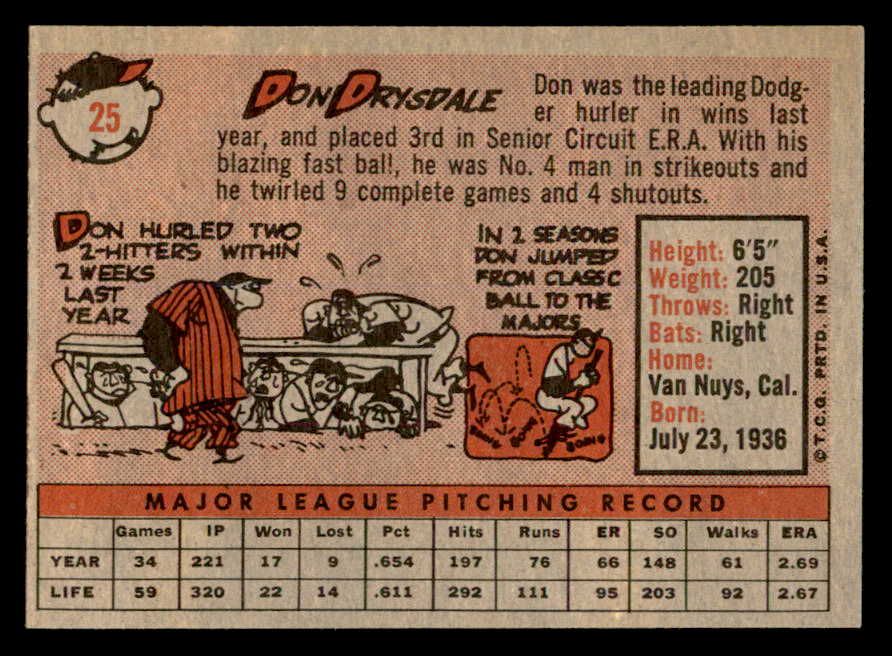 25
DON DRYSDALE
Don was the leading Dodg-
er hurler in wins last
year, and placed 3rd in Senior Circuit E.R.A. With his
blazing fast ball, he was No. 4 man in strikeouts and
he twirled 9 complete games and 4 shutouts.
DON HURLED TWO
2-HITTERS WITHIN
2 WEEKS
LAST
YEAR
IN 2 SEASONS
DON JUMPED
FROM CLASS C
BALL TO THE
MAJORS
BOING BOING BOING
Height: 6'5"
Weight: 205
Throws: Right
Bats: Right
Home:
Van Nuys, Cal.
Born:
July 23, 1936
© T.C.G. PRTD. IN U.S.A.
MAJOR LEAGUE PITCHING RECORD
Games IP Won Lost Pct Hits Runs ER SO Walks ERA
YEAR 34 221 17 9 .654 197 76 66 148 61 2.69
LIFE 59 320 22 14 .611 292 111 95 203 92 2.67